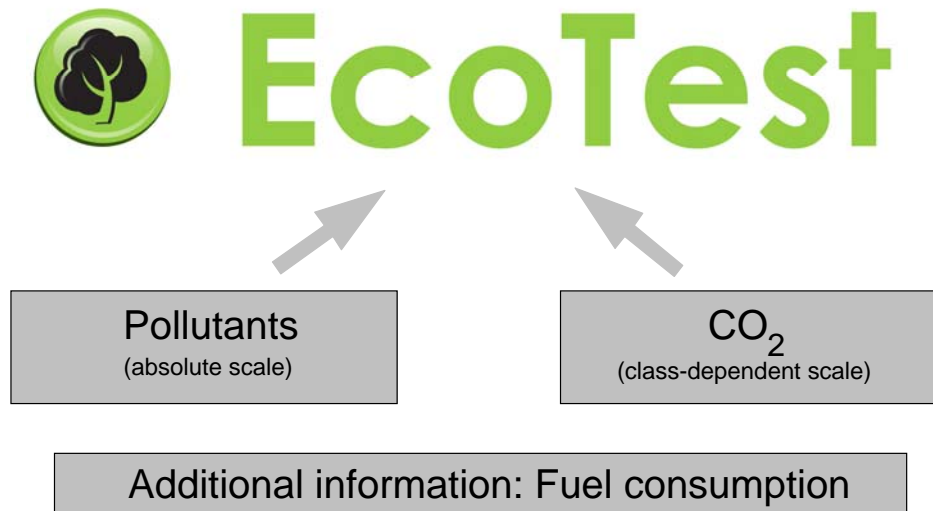 EcoTest
Pollutants
(absolute scale)
CO₂
(class-dependent scale)
Additional information: Fuel consumption